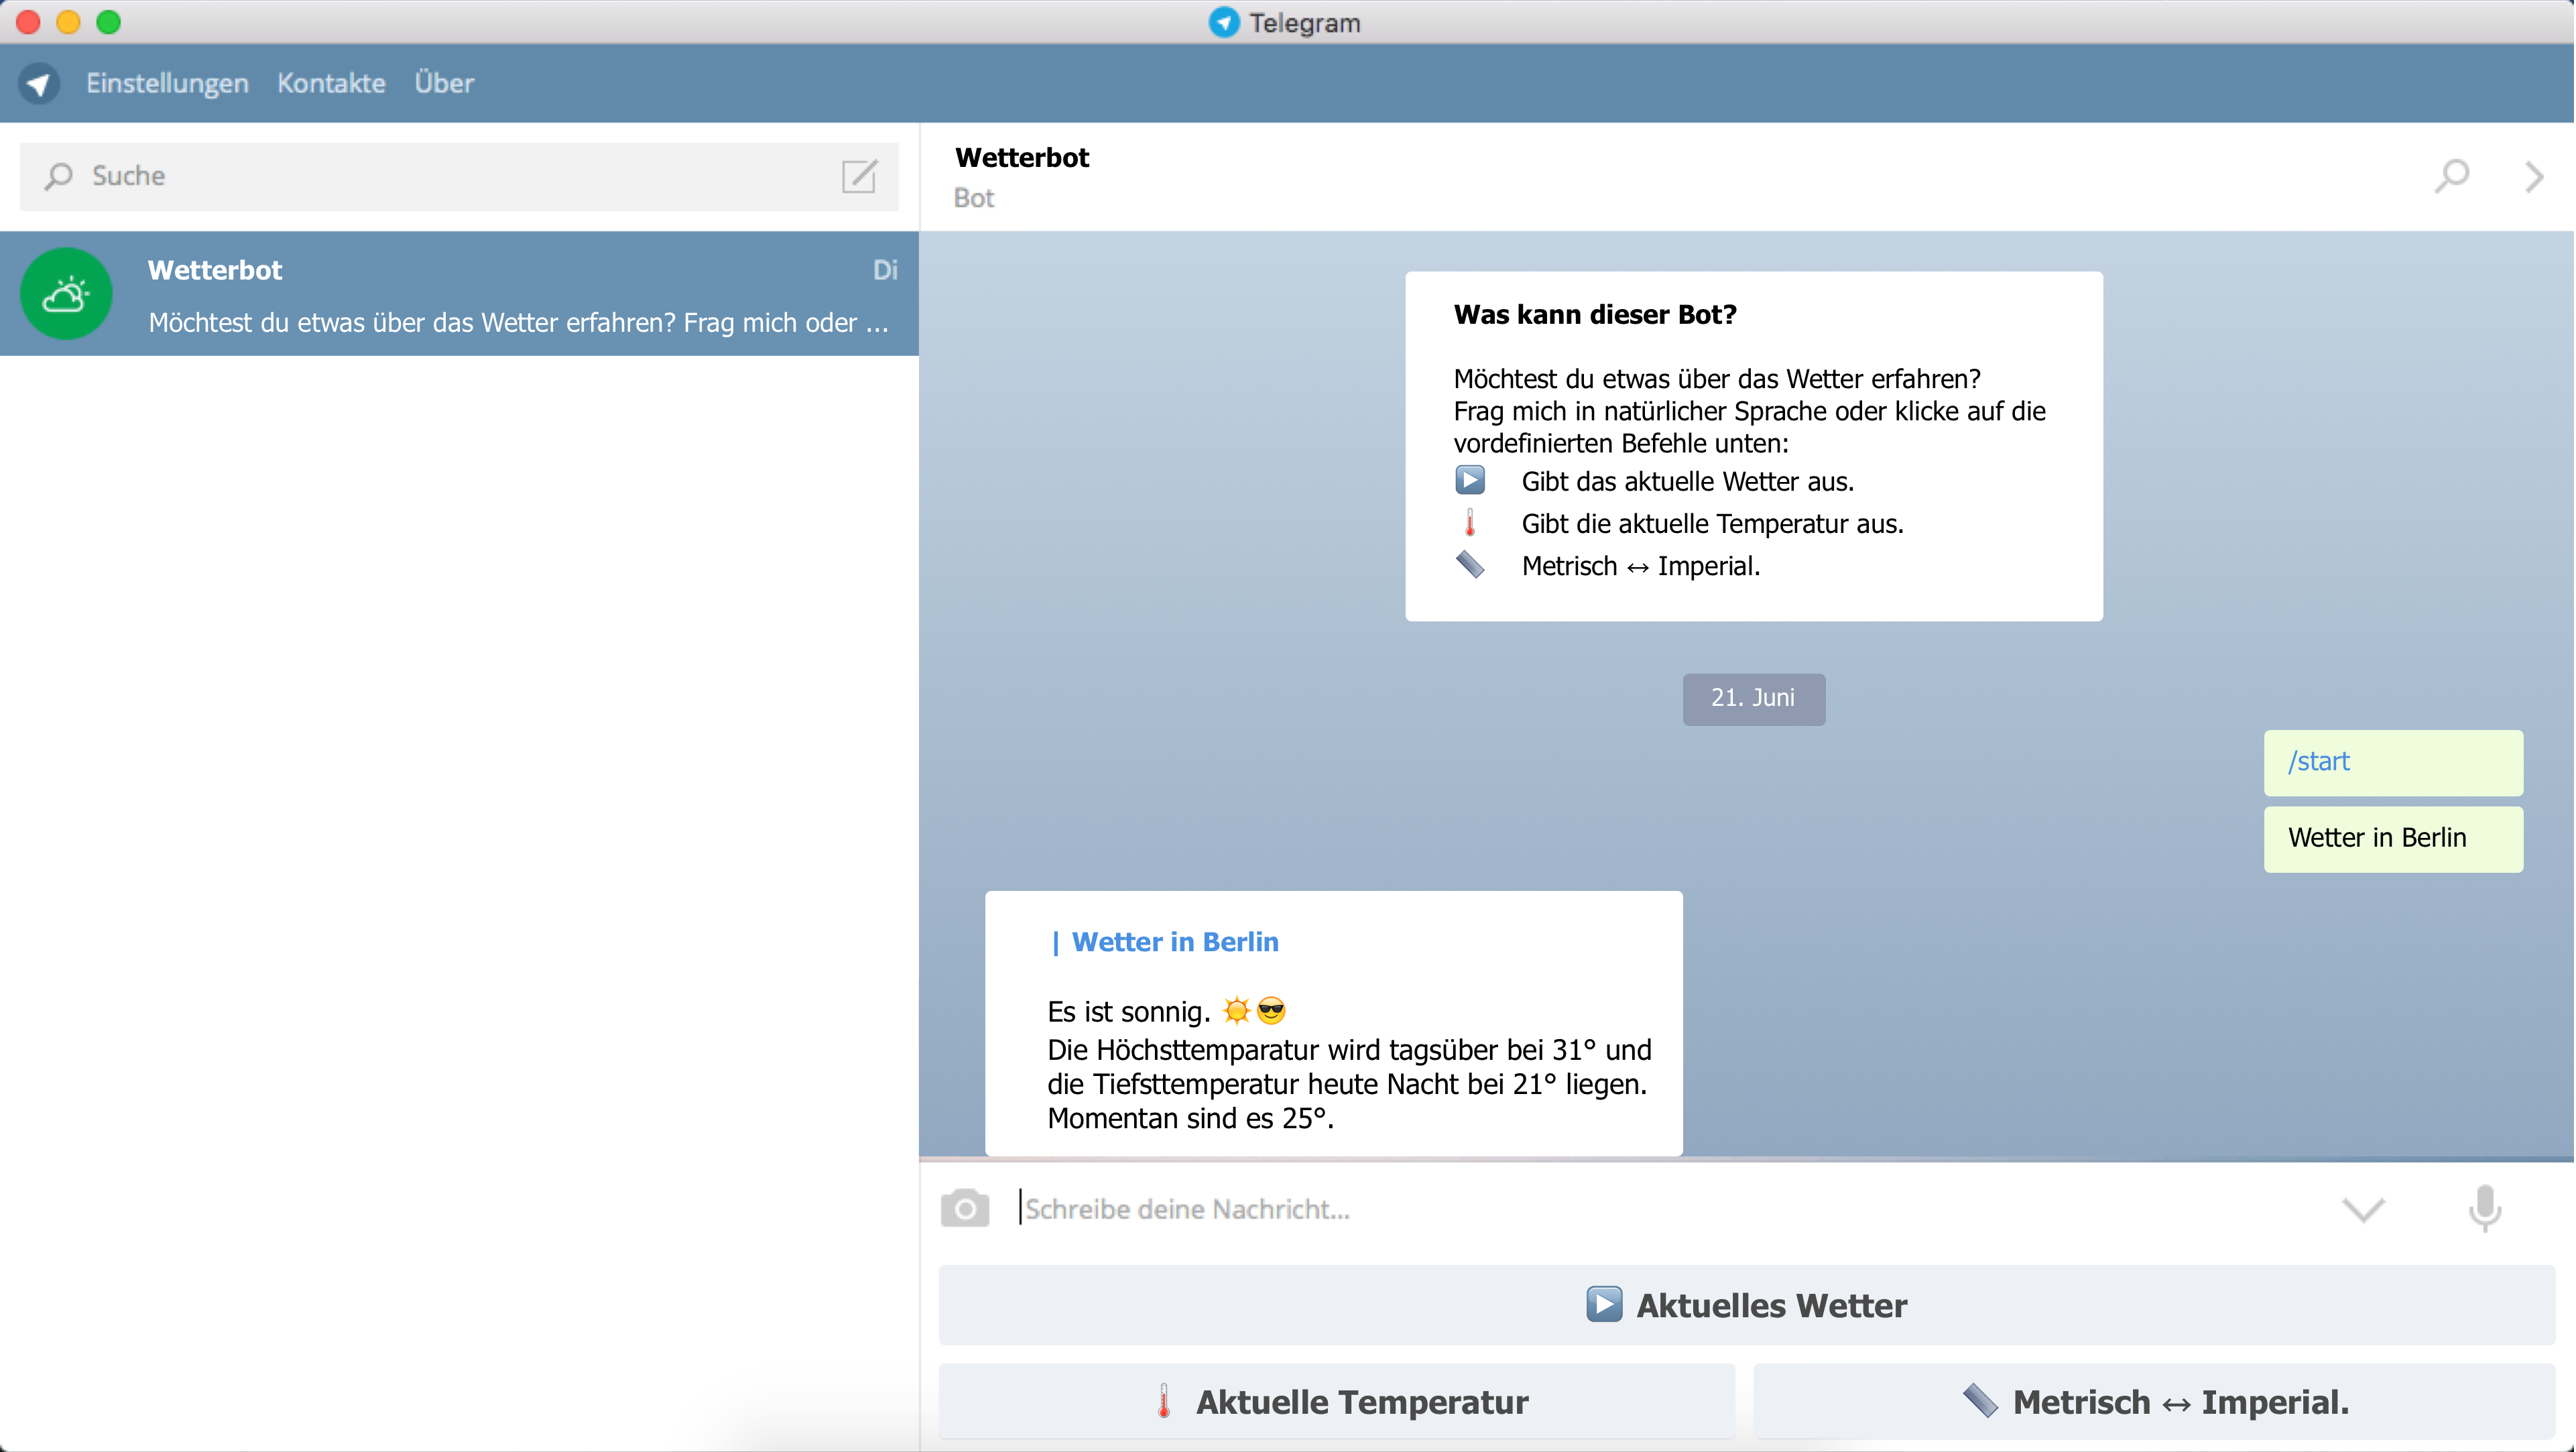 Telegram
Einstellungen Kontakte Über
Suche
Wetterbot
Bot
Wetterbot Di
Möchtest du etwas über das Wetter erfahren? Frag mich oder ...
Was kann dieser Bot?
Möchtest du etwas über das Wetter erfahren?
Frag mich in natürlicher Sprache oder klicke auf die
vordefinierten Befehle unten:
▶️ Gibt das aktuelle Wetter aus.
🌡️ Gibt die aktuelle Temperatur aus.
📏 Metrisch ↔ Imperial.
21. Juni
/start
Wetter in Berlin
| Wetter in Berlin
Es ist sonnig. ☀️😎
Die Höchsttemparatur wird tagsüber bei 31° und
die Tiefsttemperatur heute Nacht bei 21° liegen.
Momentan sind es 25°.
Schreibe deine Nachricht...
▶️ Aktuelles Wetter
🌡️ Aktuelle Temperatur
📏 Metrisch ↔ Imperial.